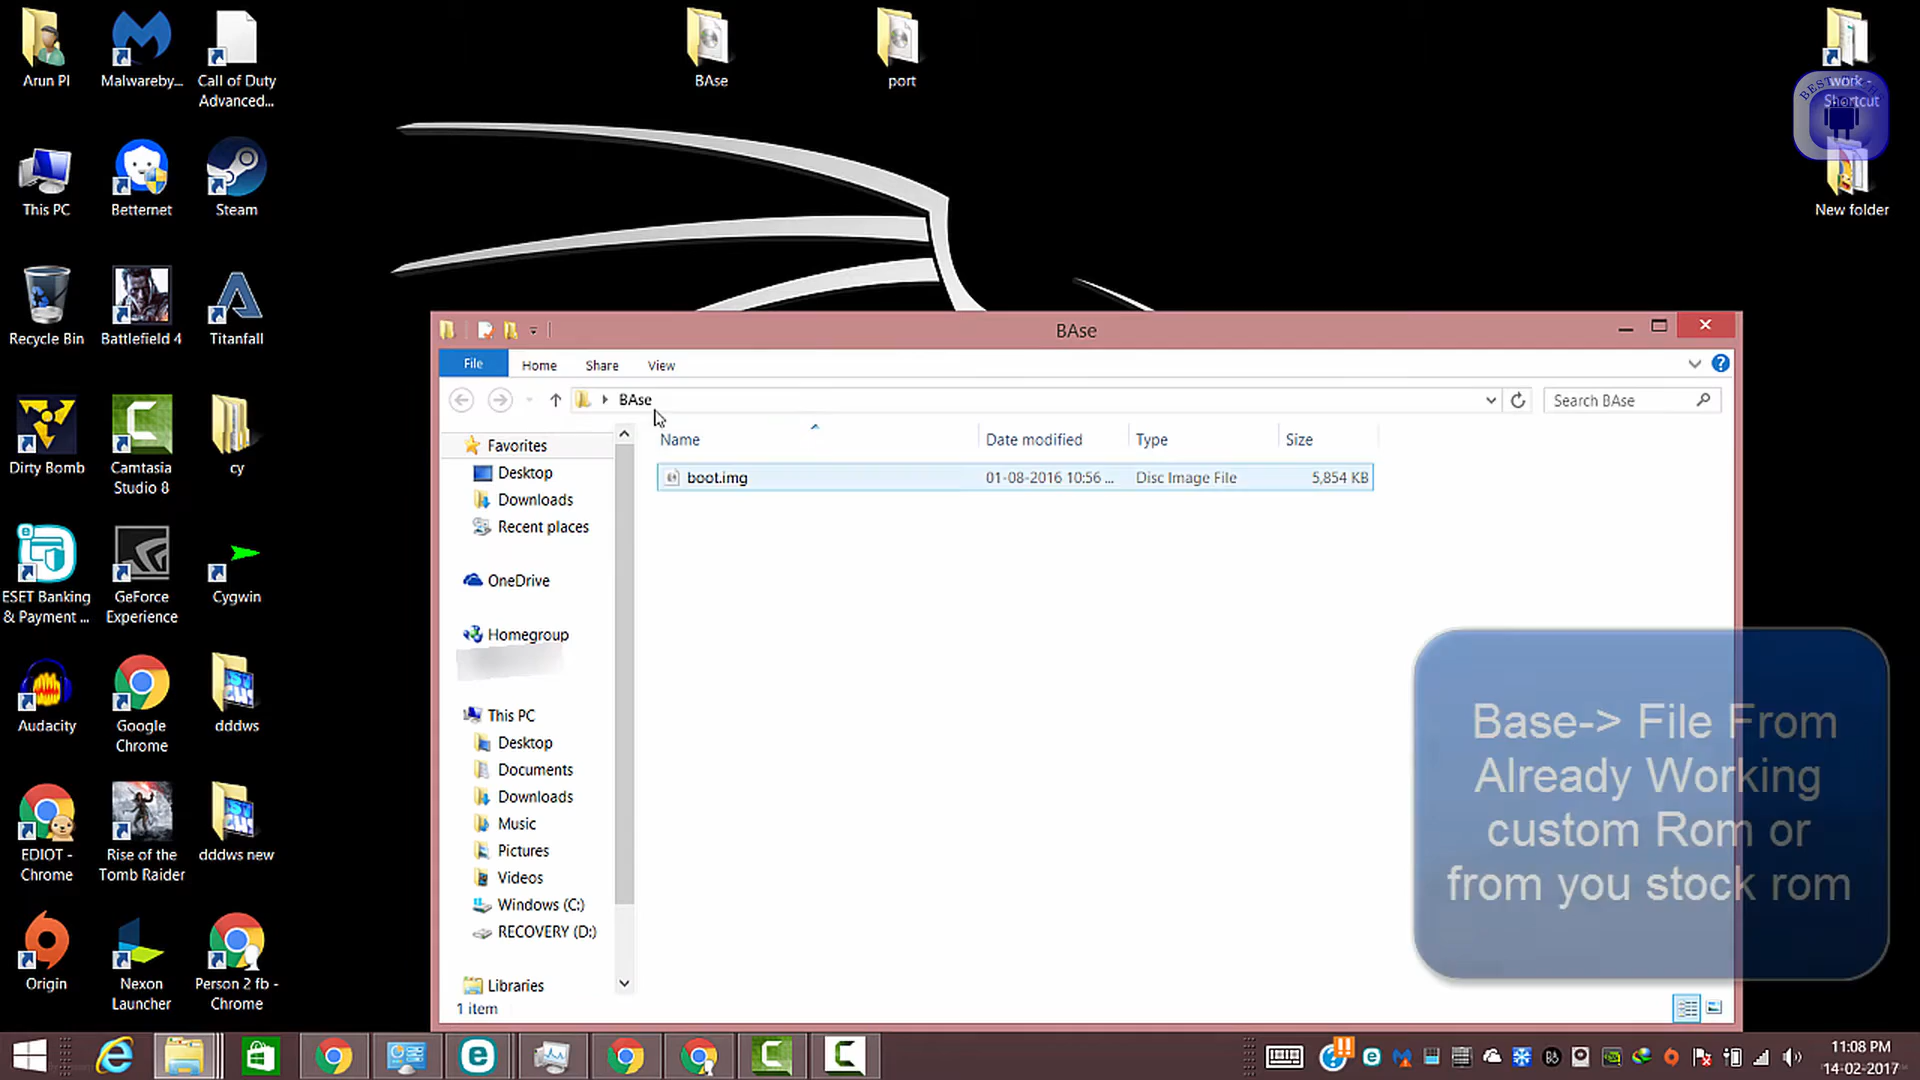 Arun PI
Malwareby...
Call of Duty
Advanced...
BAse
port
work -
Shortcut
BEST
This PC
Betternet
Steam
New folder
Recycle Bin
Battlefield 4
Titanfall
Dirty Bomb
Camtasia
Studio 8
cy
ESET Banking
& Payment ...
GeForce
Experience
Cygwin
Audacity
Google
Chrome
dddws
EDIOT -
Chrome
Rise of the
Tomb Raider
dddws new
Origin
Nexon
Launcher
Person 2 fb -
Chrome
BAse
File
Home
Share
View
BAse
Search BAse
Name
Date modified
Type
Size
boot.img
01-08-2016 10:56 ...
Disc Image File
5,854 KB
Favorites
Desktop
Downloads
Recent places
OneDrive
Homegroup
This PC
Desktop
Documents
Downloads
Music
Pictures
Videos
Windows (C:)
RECOVERY (D:)
Libraries
1 item
Base-> File From
Already Working
custom Rom or
from you stock rom
11:08 PM
14-02-2017